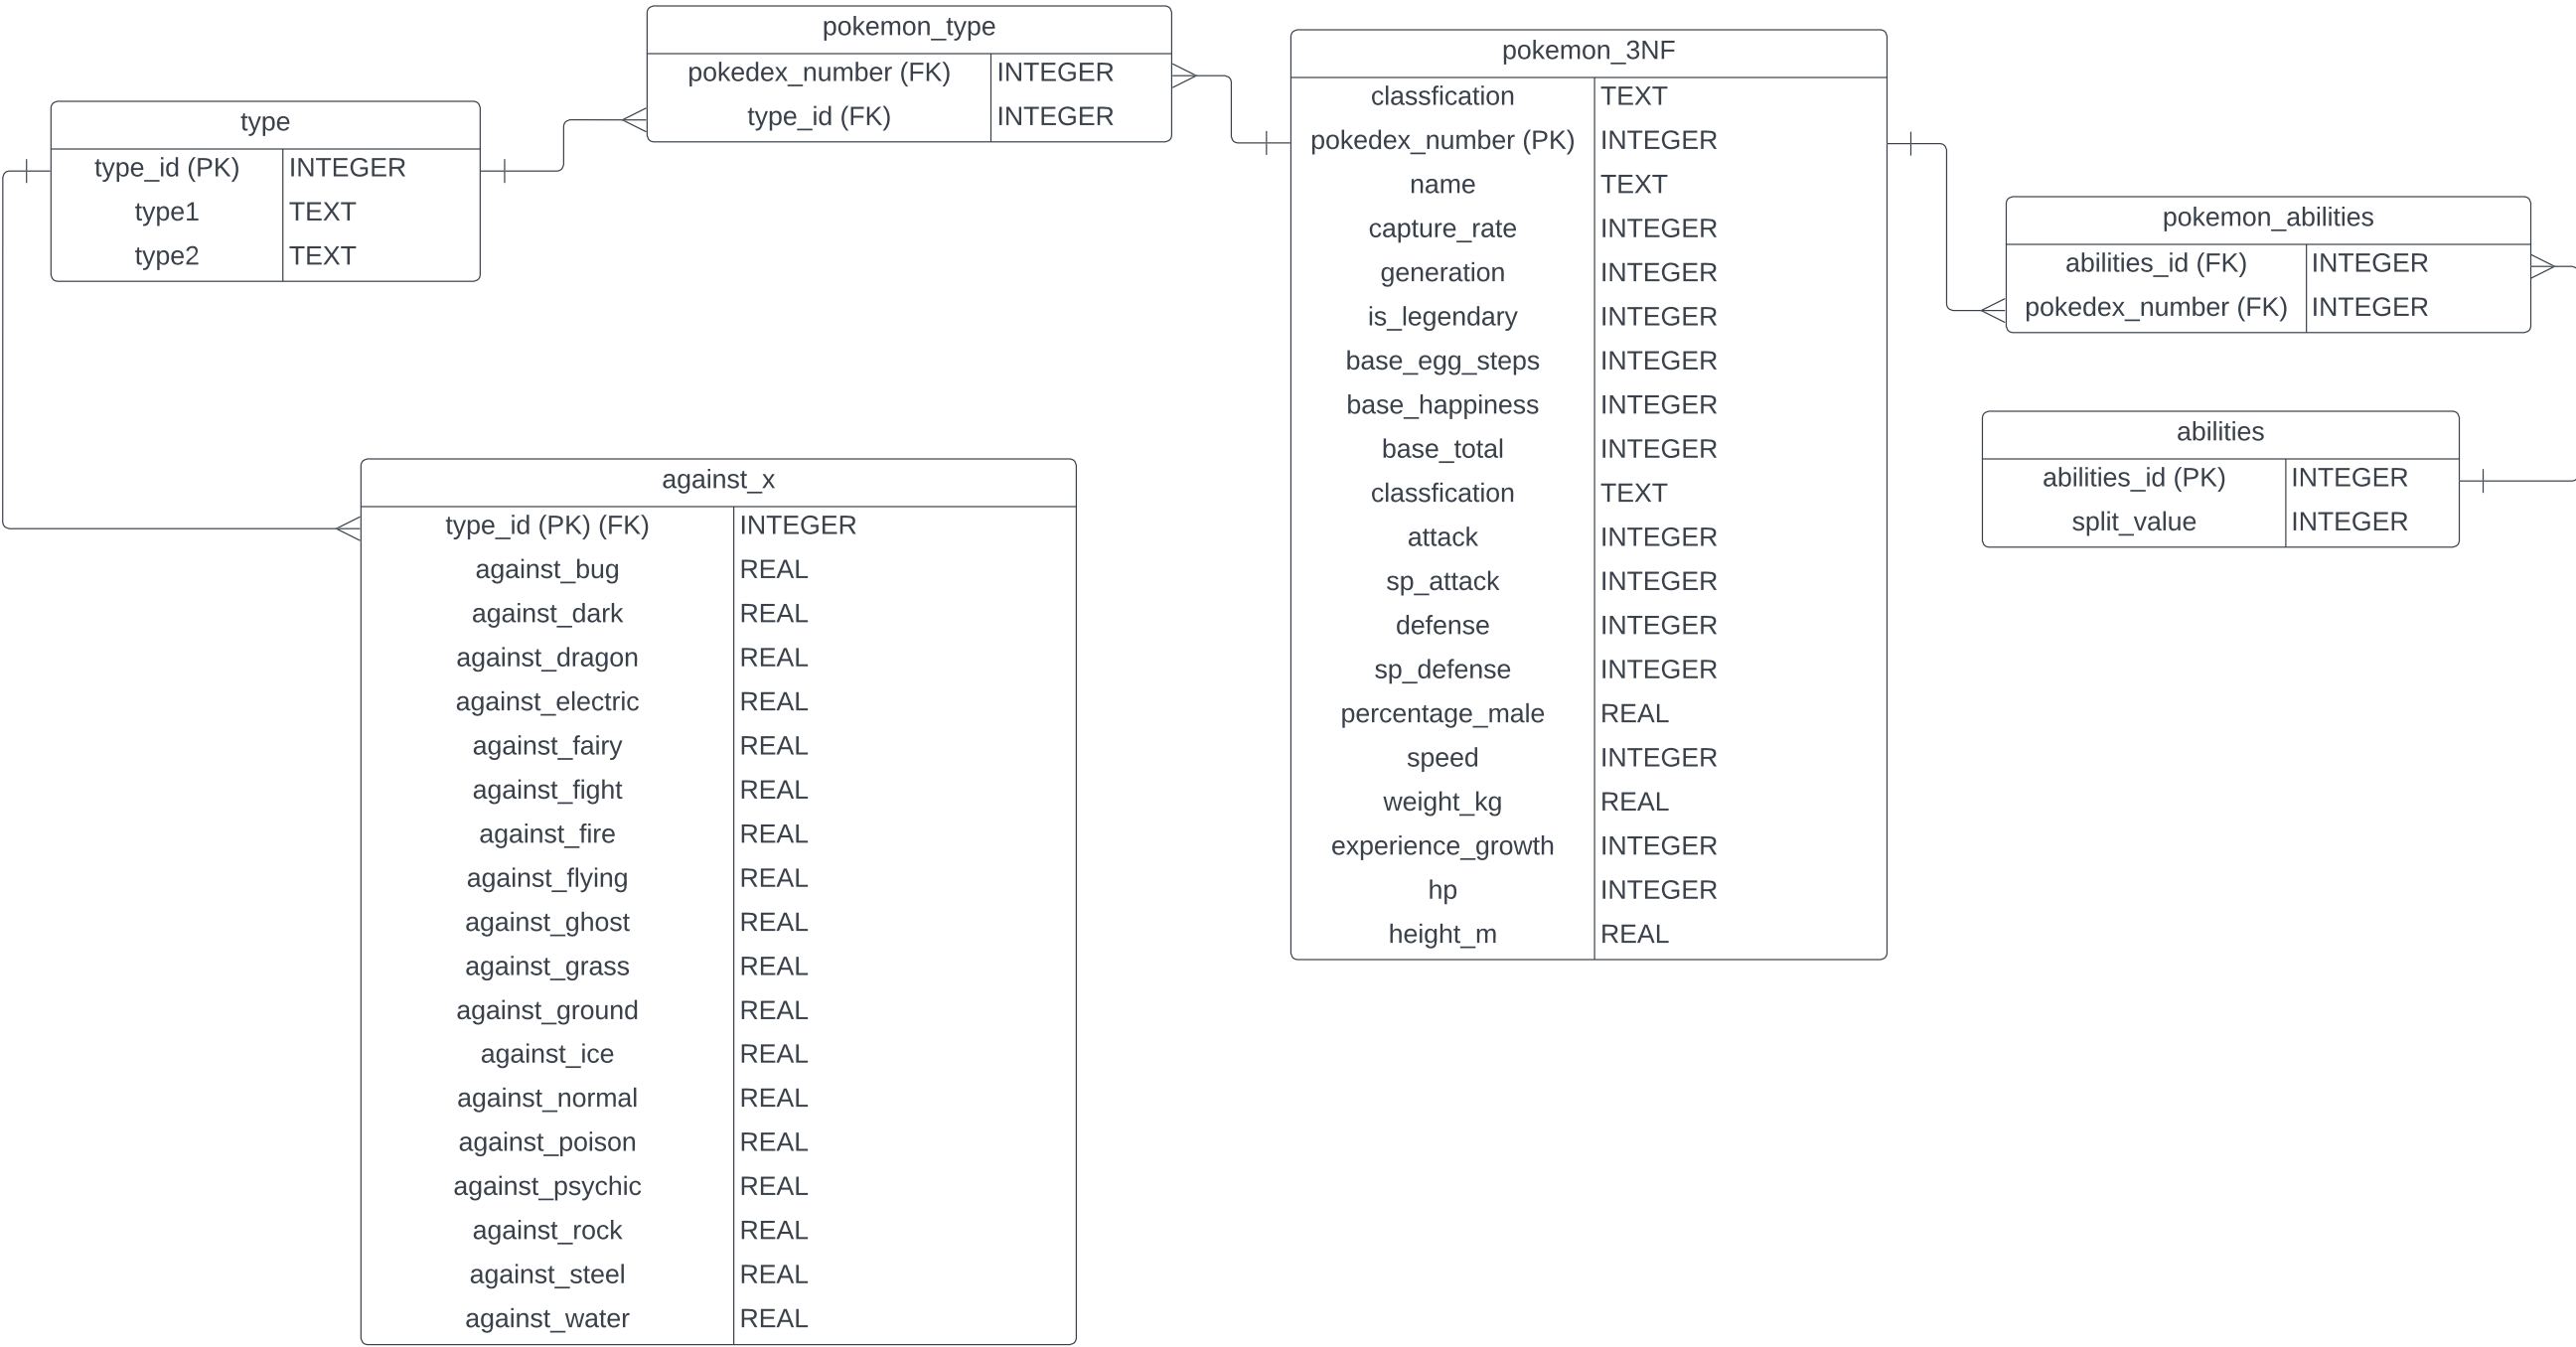 type
type_id (PK) INTEGER
type1 TEXT
type2 TEXT
pokemon_type
pokedex_number (FK) INTEGER
type_id (FK) INTEGER
against_x
type_id (PK) (FK) INTEGER
against_bug REAL
against_dark REAL
against_dragon REAL
against_electric REAL
against_fairy REAL
against_fight REAL
against_fire REAL
against_flying REAL
against_ghost REAL
against_grass REAL
against_ground REAL
against_ice REAL
against_normal REAL
against_poison REAL
against_psychic REAL
against_rock REAL
against_steel REAL
against_water REAL
pokemon_3NF
classfication TEXT
pokedex_number (PK) INTEGER
name TEXT
capture_rate INTEGER
generation INTEGER
is_legendary INTEGER
base_egg_steps INTEGER
base_happiness INTEGER
base_total INTEGER
classfication TEXT
attack INTEGER
sp_attack INTEGER
defense INTEGER
sp_defense INTEGER
percentage_male REAL
speed INTEGER
weight_kg REAL
experience_growth INTEGER
hp INTEGER
height_m REAL
pokemon_abilities
abilities_id (FK) INTEGER
pokedex_number (FK) INTEGER
abilities
abilities_id (PK) INTEGER
split_value INTEGER